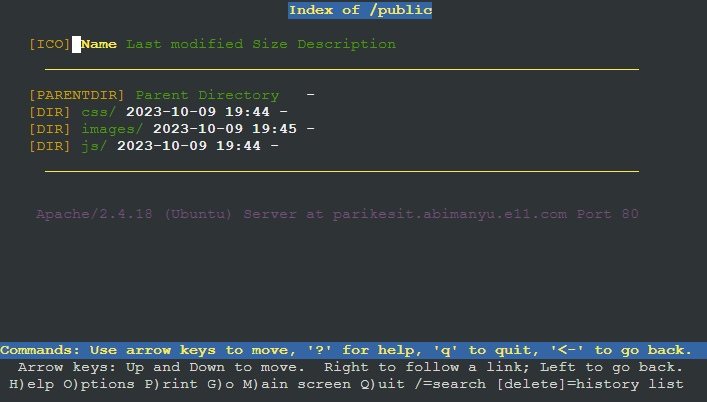 Index of /public
[ICO] Name Last modified Size Description
[PARENTDIR] Parent Directory -
[DIR] css/ 2023-10-09 19:44 -
[DIR] images/ 2023-10-09 19:45 -
[DIR] js/ 2023-10-09 19:44 -
Apache/2.4.18 (Ubuntu) Server at parikesit.abimanyu.e11.com Port 80
Commands: Use arrow keys to move, '?' for help, 'q' to quit, '<-' to go back.
Arrow keys: Up and Down to move. Right to follow a link; Left to go back.
H)elp O)ptions P)rint G)o M)ain screen Q)uit /=search [delete]=history list